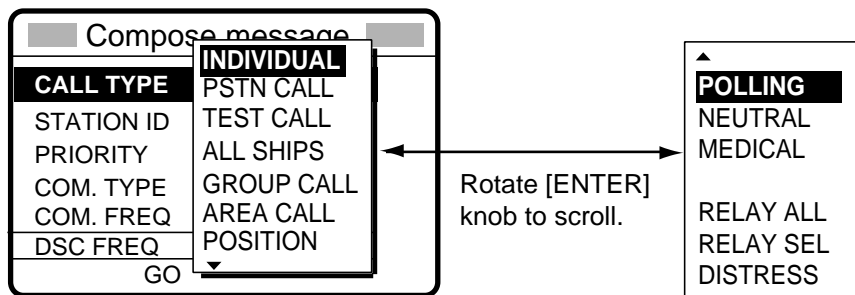 Compose message
CALL TYPE
STATION ID
PRIORITY
COM. TYPE
COM. FREQ
DSC FREQ
GO
INDIVIDUAL
PSTN CALL
TEST CALL
ALL SHIPS
GROUP CALL
AREA CALL
POSITION
Rotate [ENTER]
knob to scroll.
POLLING
NEUTRAL
MEDICAL
RELAY ALL
RELAY SEL
DISTRESS